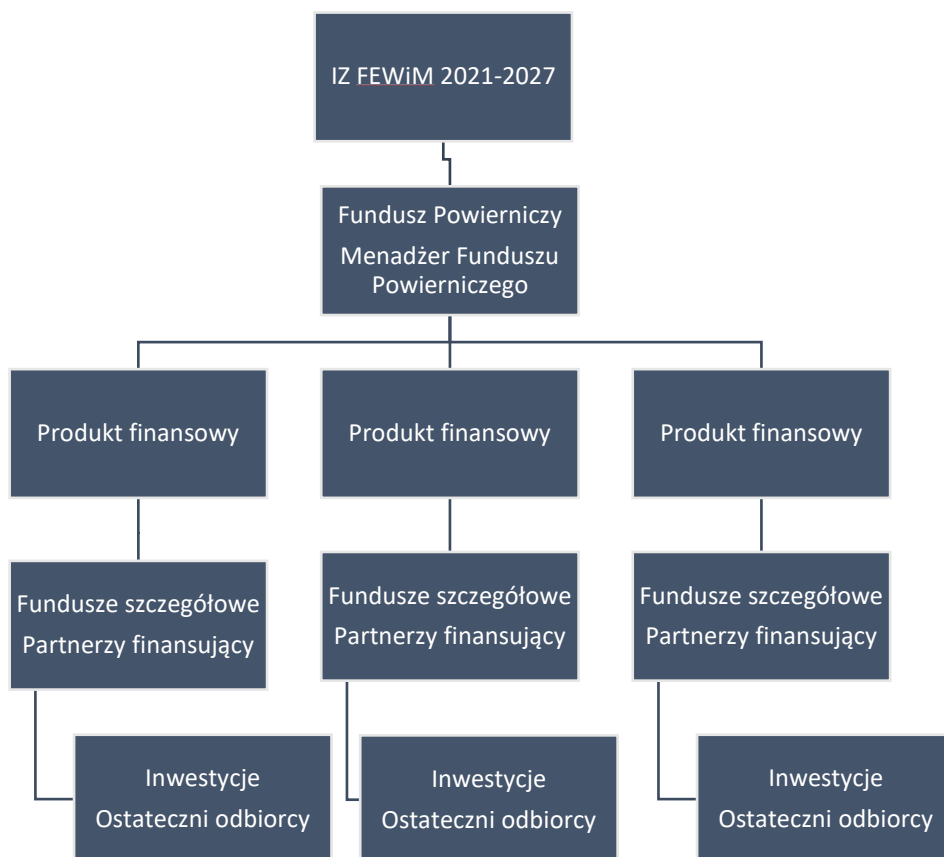 IZ FEWiM 2021-2027
Fundusz Powierniczy
Menadżer Funduszu
Powierniczego
Produkt finansowy
Produkt finansowy
Produkt finansowy
Fundusze szczegółowe
Partnerzy finansujący
Fundusze szczegółowe
Partnerzy finansujący
Fundusze szczegółowe
Partnerzy finansujący
Inwestycje
Ostateczni odbiorcy
Inwestycje
Ostateczni odbiorcy
Inwestycje
Ostateczni odbiorcy